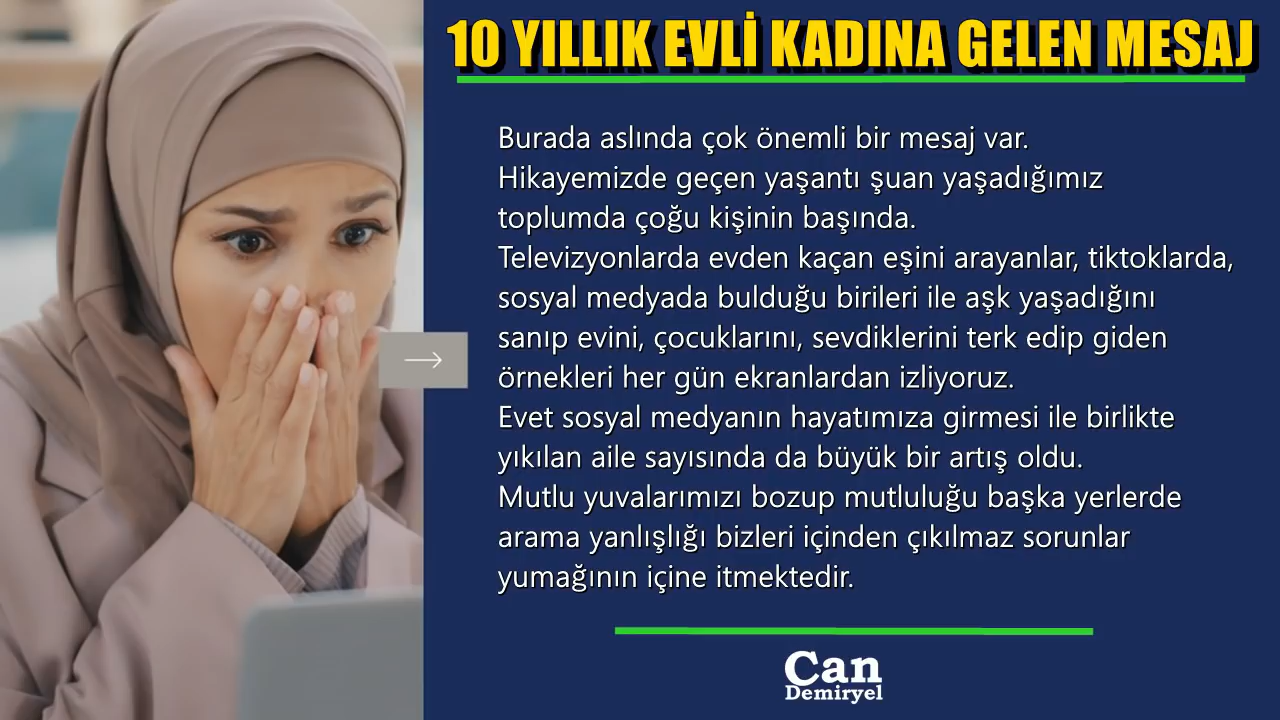 10 YILLIK EVLİ KADINA GELEN MESAJ
Burada aslında çok önemli bir mesaj var.
Hikayemizde geçen yaşantı şuan yaşadığımız
toplumda çoğu kişinin başında.
Televizyonlarda evden kaçan eşini arayanlar, tiktoklarda,
sosyal medyada bulduğu birileri ile aşk yaşadığını
sanıp evini, çocuklarını, sevdiklerini terk edip giden
örnekleri her gün ekranlardan izliyoruz.
Evet sosyal medyanın hayatımıza girmesi ile birlikte
yıkılan aile sayısında da büyük bir artış oldu.
Mutlu yuvalarımızı bozup mutluluğu başka yerlerde
arama yanlışlığı bizleri içinden çıkılmaz sorunlar
yumağının içine itmektedir.
Can
Demiryel